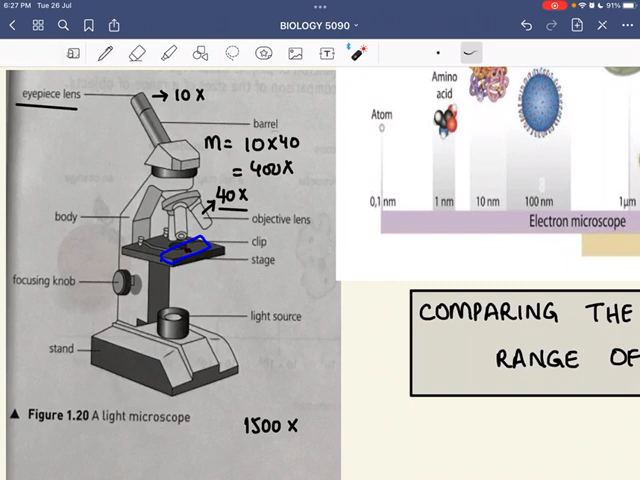 6:27 PM Tue 26 Jul
91%
BIOLOGY 5090
eyepiece lens
10 X
barrel
M = 10X40
= 400X
40X
body
objective lens
clip
stage
focusing knob
light source
stand
▲ Figure 1.20 A light microscope
1500 X
Atom
Amino
acid
0,1 nm
1 nm
10 nm
100 nm
1µm
Electron microscope
COMPARING THE
RANGE OF